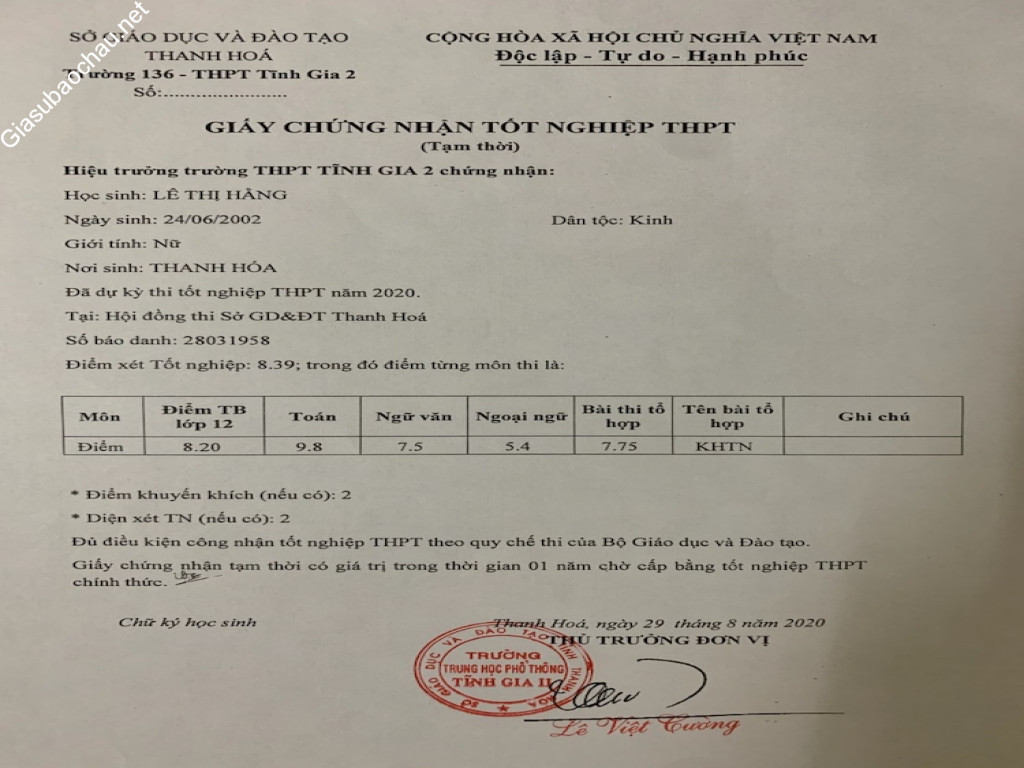 Giasubaochau.net
SỞ GIÁO DỤC VÀ ĐÀO TẠO
THANH HOÁ
Trường 136 - THPT Tĩnh Gia 2
Số:........................
CỘNG HÒA XÃ HỘI CHỦ NGHĨA VIỆT NAM
Độc lập - Tự do - Hạnh phúc
GIẤY CHỨNG NHẬN TỐT NGHIỆP THPT
(Tạm thời)
Hiệu trưởng trường THPT TĨNH GIA 2 chứng nhận:
Học sinh: LÊ THỊ HẰNG
Ngày sinh: 24/06/2002 Dân tộc: Kinh
Giới tính: Nữ
Nơi sinh: THANH HÓA
Đã dự kỳ thi tốt nghiệp THPT năm 2020.
Tại: Hội đồng thi Sở GD&ĐT Thanh Hoá
Số báo danh: 28031958
Điểm xét Tốt nghiệp: 8.39; trong đó điểm từng môn thi là:
Môn Điểm TB lớp 12 Toán Ngữ văn Ngoại ngữ Bài thi tổ hợp Tên bài tổ hợp Ghi chú
Điểm 8.20 9.8 7.5 5.4 7.75 KHTN
* Điểm khuyến khích (nếu có): 2
* Diện xét TN (nếu có): 2
Đủ điều kiện công nhận tốt nghiệp THPT theo quy chế thi của Bộ Giáo dục và Đào tạo.
Giấy chứng nhận tạm thời có giá trị trong thời gian 01 năm chờ cấp bằng tốt nghiệp THPT
chính thức.
Chữ ký học sinh
Thanh Hoá, ngày 29 tháng 8 năm 2020
THỦ TRƯỞNG ĐƠN VỊ
SỞ GIÁO DỤC VÀ ĐÀO TẠO TỈNH THANH HÓA
TRƯỜNG
TRUNG HỌC PHỔ THÔNG
TĨNH GIA II
Lê Việt Cường